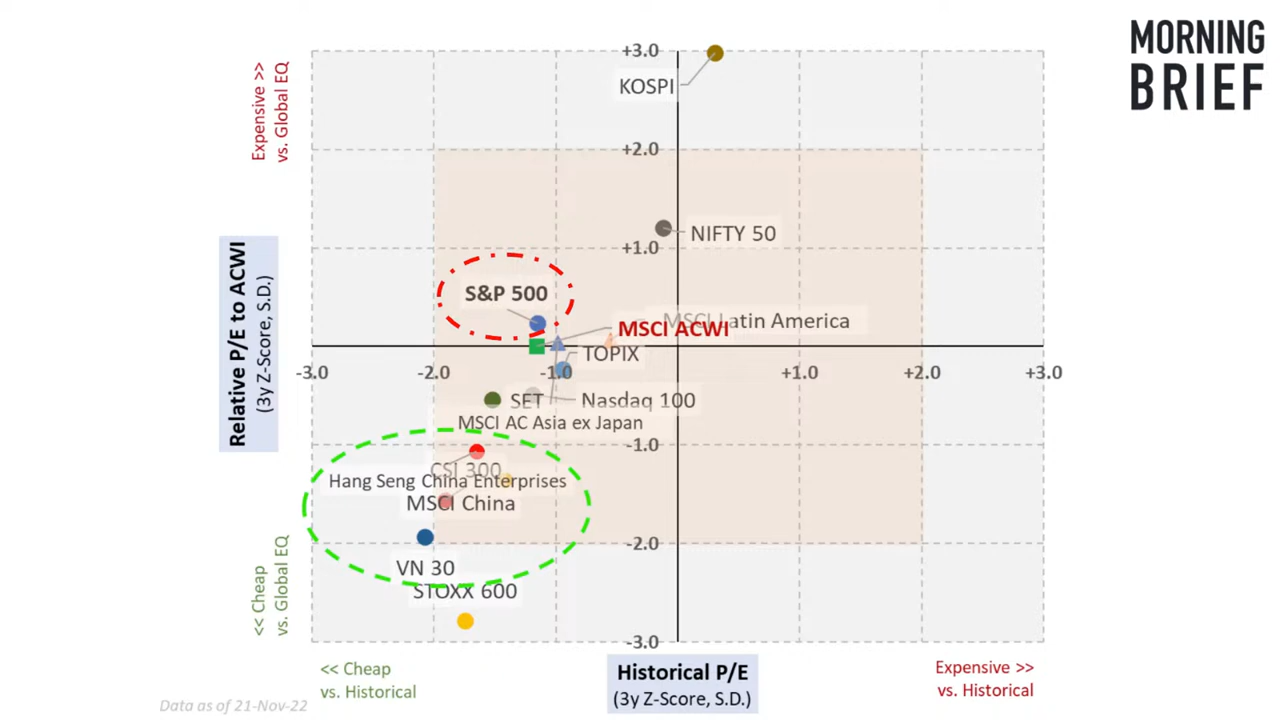 MORNING
BRIEF
Expensive >>
vs. Global EQ
Relative P/E to ACWI
(3y Z-Score, S.D.)
<< Cheap
vs. Global EQ
+3.0
KOSPI
+2.0
NIFTY 50
+1.0
S&P 500
MSCI Latin America
MSCI ACWI
TOPIX
-3.0
-2.0
-1.0
+1.0
+2.0
+3.0
SET
Nasdaq 100
MSCI AC Asia ex Japan
-1.0
CSI 300
Hang Seng China Enterprises
MSCI China
-2.0
VN 30
STOXX 600
-3.0
<< Cheap
vs. Historical
Historical P/E
(3y Z-Score, S.D.)
Expensive >>
vs. Historical
Data as of 21-Nov-22